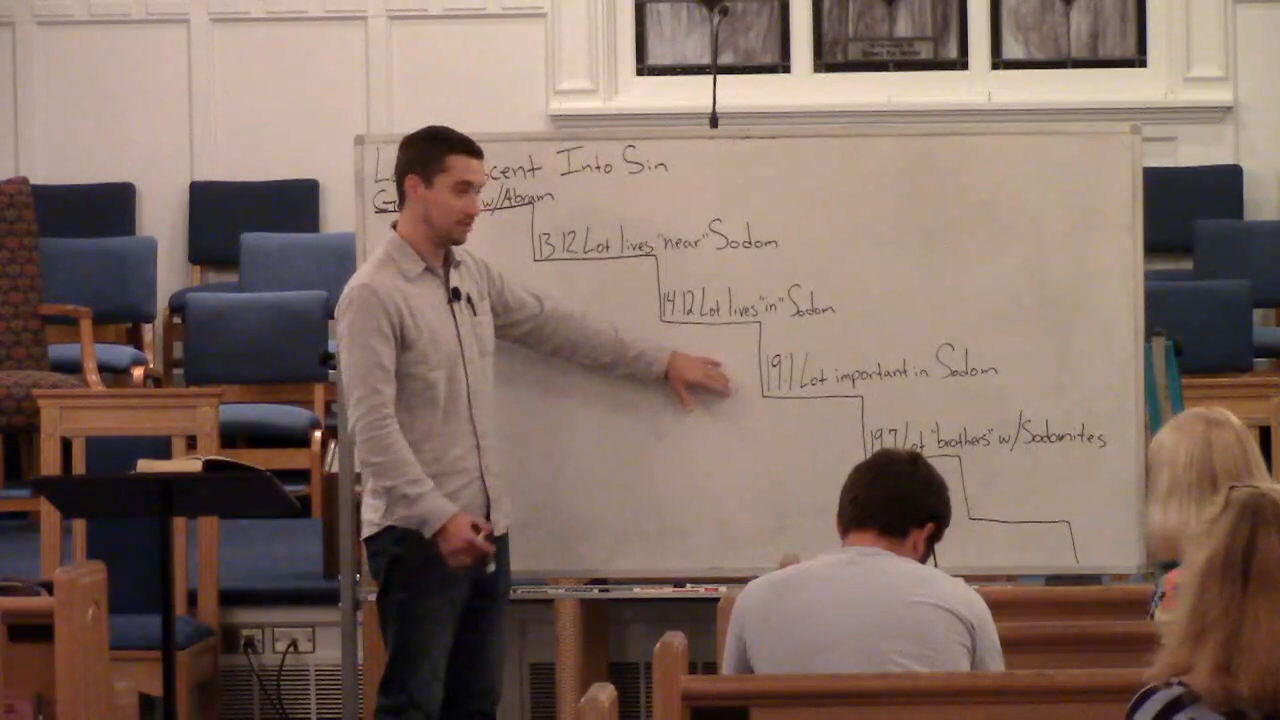 Into Sin
w/Abram
13:12 Lot lives "near" Sodom
14:12 Lot lives "in" Sodom
19:1 Lot important in Sodom
19:7 Lot "brothers" w/Sodomites